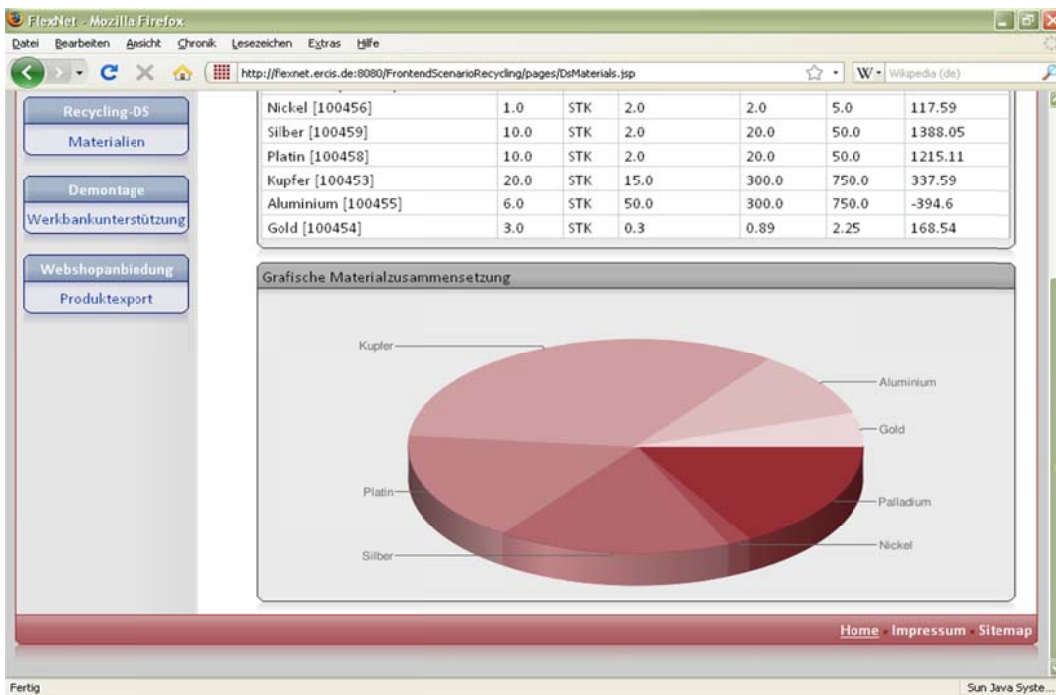 FlexNet - Mozilla Firefox
Datei Bearbeiten Ansicht Chronik Lesezeichen Extras Hilfe
http://flexnet.ercis.de:8080/FrontendScenarioRecycling/pages/DsMaterials.jsp W Wikipedia (de)
Recycling-DS
Materialien
Demontage
Werkbankunterstützung
Webshopanbindung
Produktexport
Nickel [100456] 1.0 STK 2.0 2.0 5.0 117.59
Silber [100459] 10.0 STK 2.0 20.0 50.0 1388.05
Platin [100458] 10.0 STK 2.0 20.0 50.0 1215.11
Kupfer [100453] 20.0 STK 15.0 300.0 750.0 337.59
Aluminium [100455] 6.0 STK 50.0 300.0 750.0 -394.6
Gold [100454] 3.0 STK 0.3 0.89 2.25 168.54
Grafische Materialzusammensetzung
Kupfer
Aluminium
Gold
Platin
Palladium
Nickel
Silber
Home - Impressum - Sitemap
Fertig Sun Java Syste...